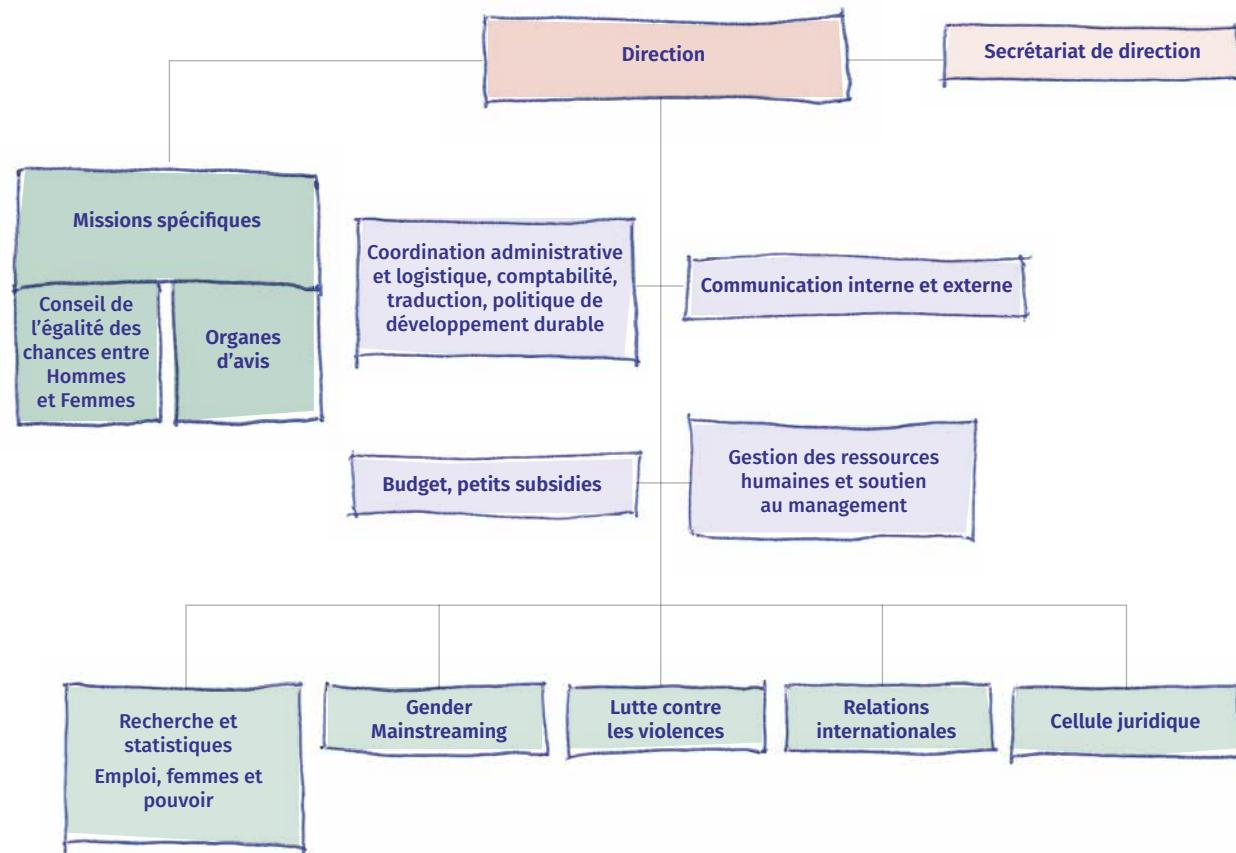 Direction
Secrétariat de direction
Missions spécifiques
Conseil de
l'égalité des
chances entre
Hommes
et Femmes
Organes
d'avis
Coordination administrative
et logistique, comptabilité,
traduction, politique de
développement durable
Communication interne et externe
Budget, petits subsidies
Gestion des ressources
humaines et soutien
au management
Recherche et
statistiques
Emploi, femmes et
pouvoir
Gender
Mainstreaming
Lutte contre
les violences
Relations
internationales
Cellule juridique